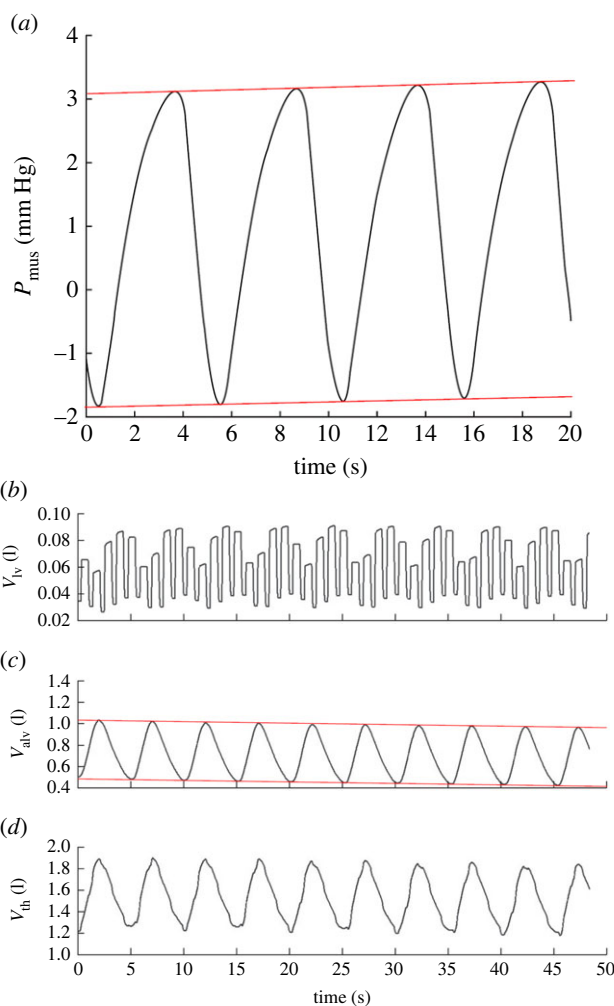 (a)
4
3
2
1
0
−1
−2
P_mus (mm Hg)
0 2 4 6 8 10 12 14 16 18 20
time (s)
(b)
0.10
0.08
0.06
0.04
0.02
V_lv (l)
(c)
1.4
1.2
1.0
0.8
0.6
0.4
V_alv (l)
(d)
2.0
1.8
1.6
1.4
1.2
1.0
V_th (l)
0 5 10 15 20 25 30 35 40 45 50
time (s)